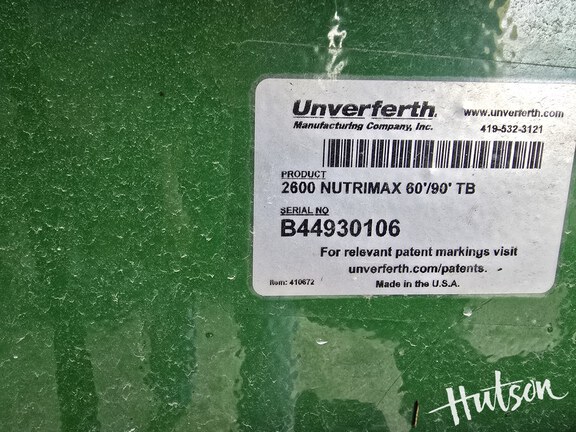 Unverferth
Manufacturing Company, Inc.
www.unverferth.com
419-532-3121
PRODUCT
2600 NUTRIMAX 60'/90' TB
SERIAL NO
B44930106
For relevant patent markings visit
unverferth.com/patents.
Item: 410672
Made in the U.S.A.
Hutson